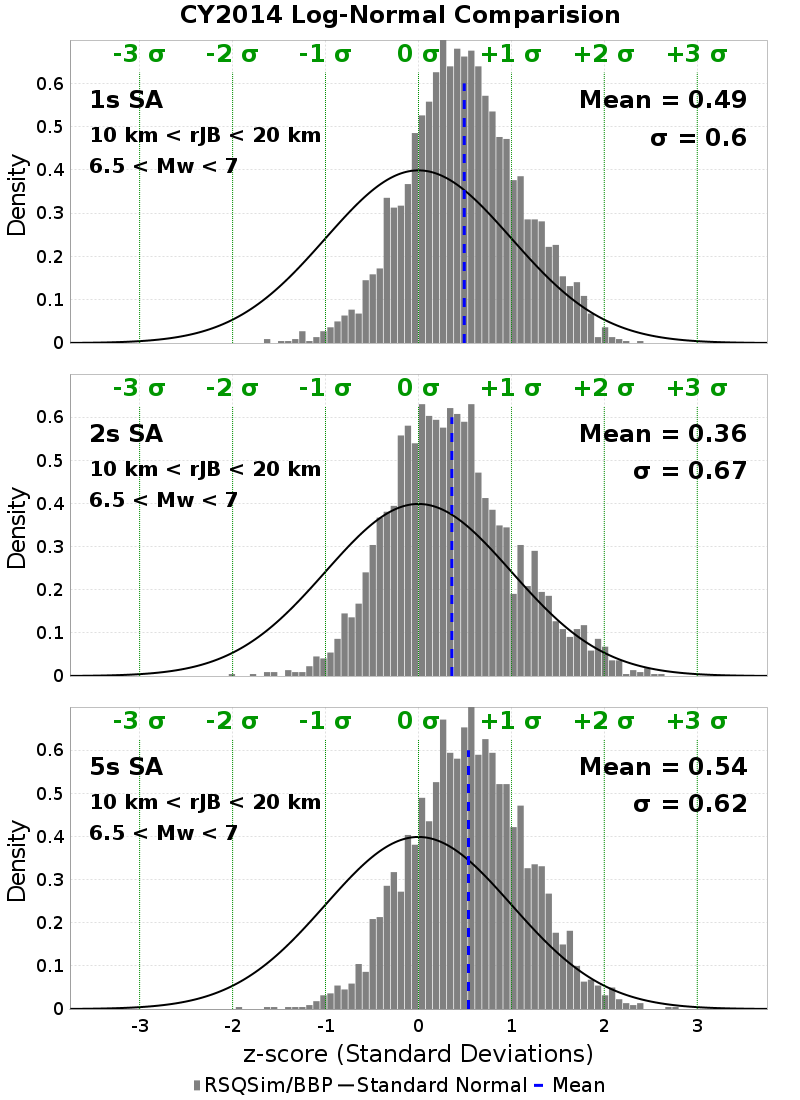 CY2014 Log-Normal Comparision
-3 σ -2 σ -1 σ 0 σ +1 σ +2 σ +3 σ
1s SA
10 km < rJB < 20 km
6.5 < Mw < 7
Mean = 0.49
σ = 0.6
Density
0.6
0.5
0.4
0.3
0.2
0.1
0
-3 σ -2 σ -1 σ 0 σ +1 σ +2 σ +3 σ
2s SA
10 km < rJB < 20 km
6.5 < Mw < 7
Mean = 0.36
σ = 0.67
Density
0.6
0.5
0.4
0.3
0.2
0.1
0
-3 σ -2 σ -1 σ 0 σ +1 σ +2 σ +3 σ
5s SA
10 km < rJB < 20 km
6.5 < Mw < 7
Mean = 0.54
σ = 0.62
Density
0.6
0.5
0.4
0.3
0.2
0.1
0
-3 -2 -1 0 1 2 3
z-score (Standard Deviations)
RSQSim/BBP Standard Normal Mean